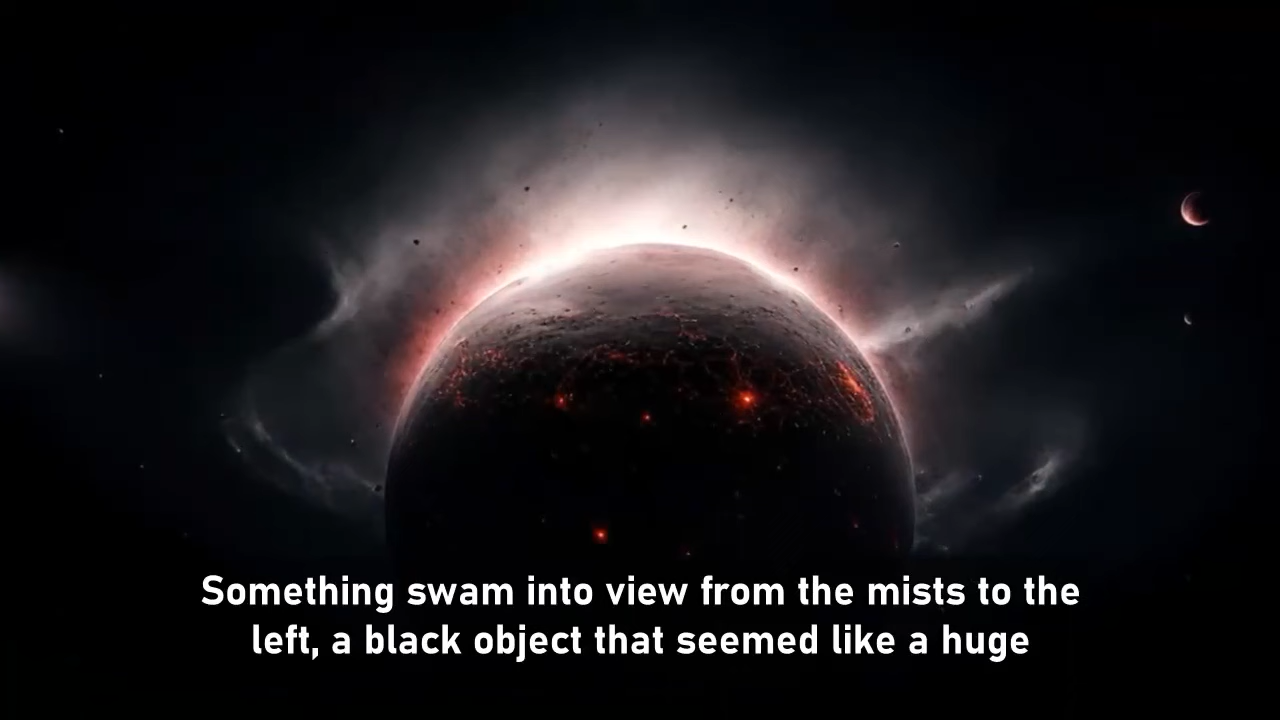 Something swam into view from the mists to the
left, a black object that seemed like a huge